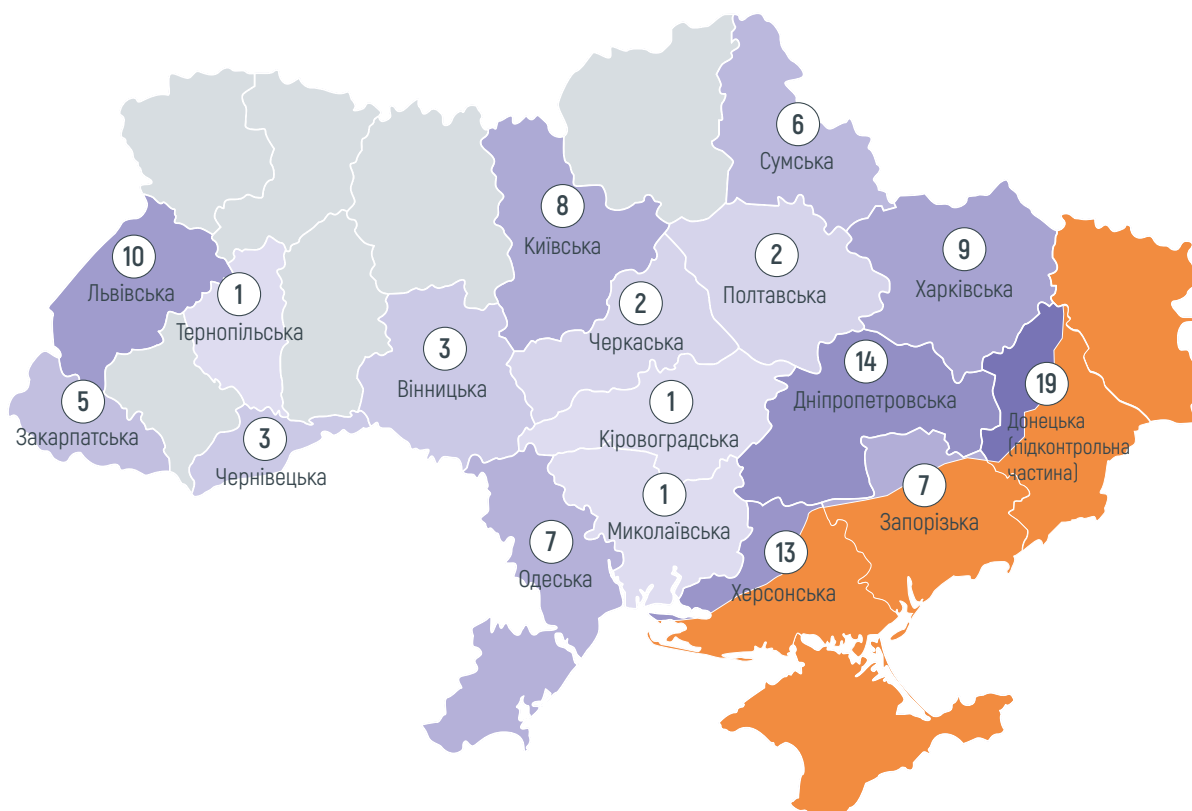 6
Сумська
8
Київська
10
Львівська
1
Тернопільська
2
Полтавська
9
Харківська
2
Черкаська
3
Вінницька
14
Дніпропетровська
19
Донецька
(підконтрольна
частина)
5
Закарпатська
3
Чернівецька
1
Кіровоградська
1
Миколаївська
7
Запорізька
7
Одеська
13
Херсонська